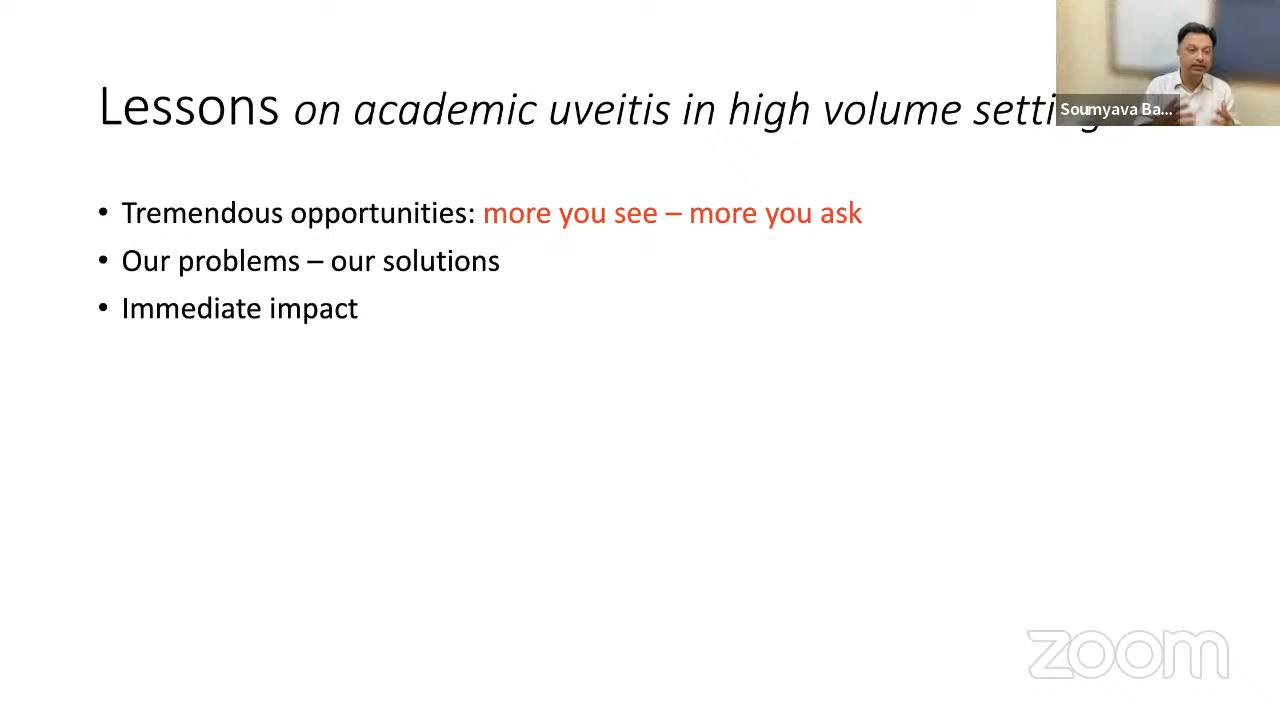 Lessons on academic uveitis in high volume
Soumyava Ba...
• Tremendous opportunities: more you see – more you ask
• Our problems – our solutions
• Immediate impact
zoom